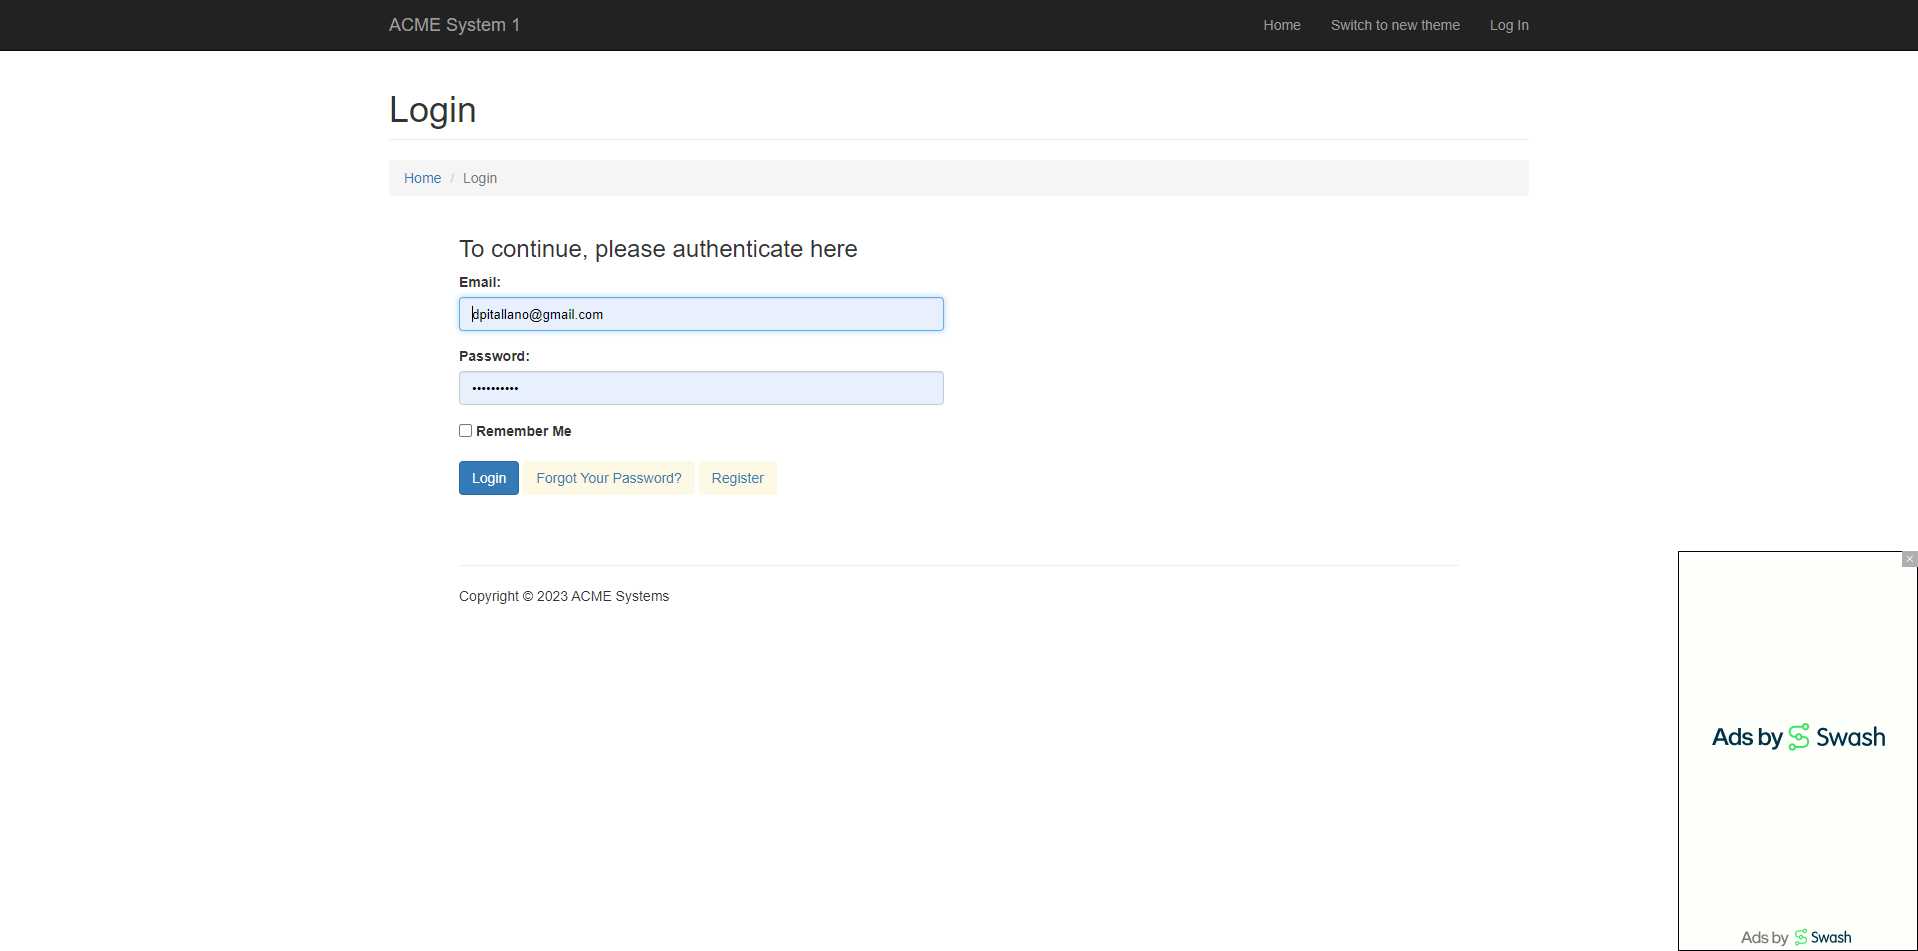 ACME System 1
Home
Switch to new theme
Log In
Login
Home / Login
To continue, please authenticate here
Email:
dpitallano@gmail.com
Password:
••••••••••
Remember Me
Login
Forgot Your Password?
Register
Copyright © 2023 ACME Systems
Ads by Swash
Ads by Swash